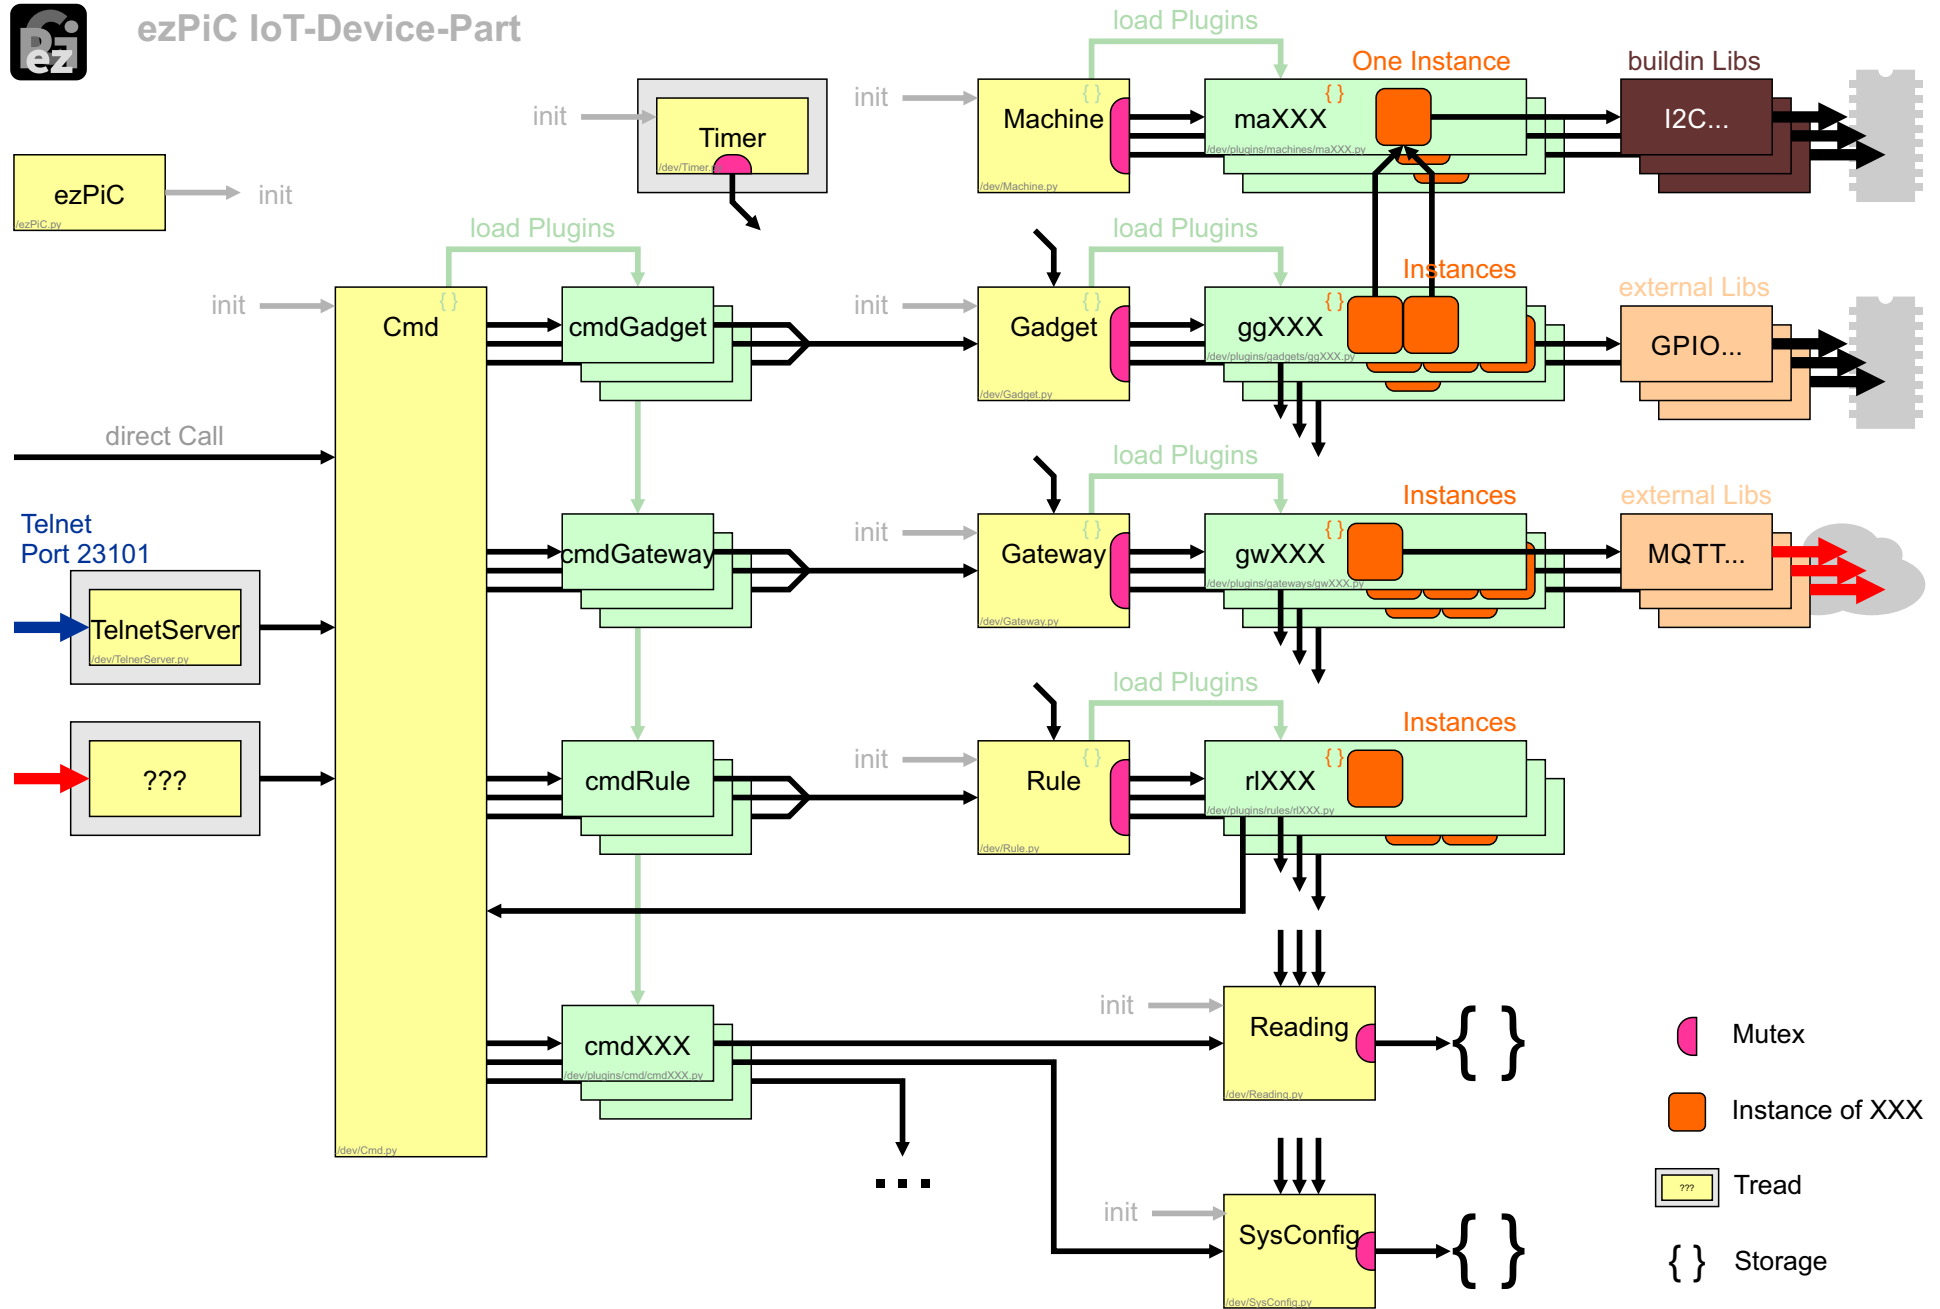 ez
ezPiC IoT-Device-Part
load Plugins
One Instance
buildin Libs
init
Timer
/dev/Timer.
init
Machine
{ }
/dev/Machine.py
maXXX
{ }
/dev/plugins/machines/maXXX.py
I2C...
ezPiC
/ezPiC.py
init
load Plugins
load Plugins
Instances
external Libs
init
Cmd
{ }
/dev/Cmd.py
cmdGadget
init
Gadget
{ }
/dev/Gadget.py
ggXXX
{ }
/dev/plugins/gadgets/ggXXX.py
GPIO...
direct Call
load Plugins
Instances
external Libs
Telnet
Port 23101
cmdGateway
init
Gateway
{ }
/dev/Gateway.py
gwXXX
{ }
/dev/plugins/gateways/gwXXX.py
MQTT...
TelnetServer
/dev/TelnerServer.py
load Plugins
Instances
???
cmdRule
init
Rule
{ }
/dev/Rule.py
rlXXX
{ }
/dev/plugins/rules/rlXXX.py
cmdXXX
/dev/plugins/cmd/cmdXXX.py
init
Reading
/dev/Reading.py
{ }
...
init
SysConfig
/dev/SysConfig.py
{ }
Mutex
Instance of XXX
???
Tread
{ } Storage